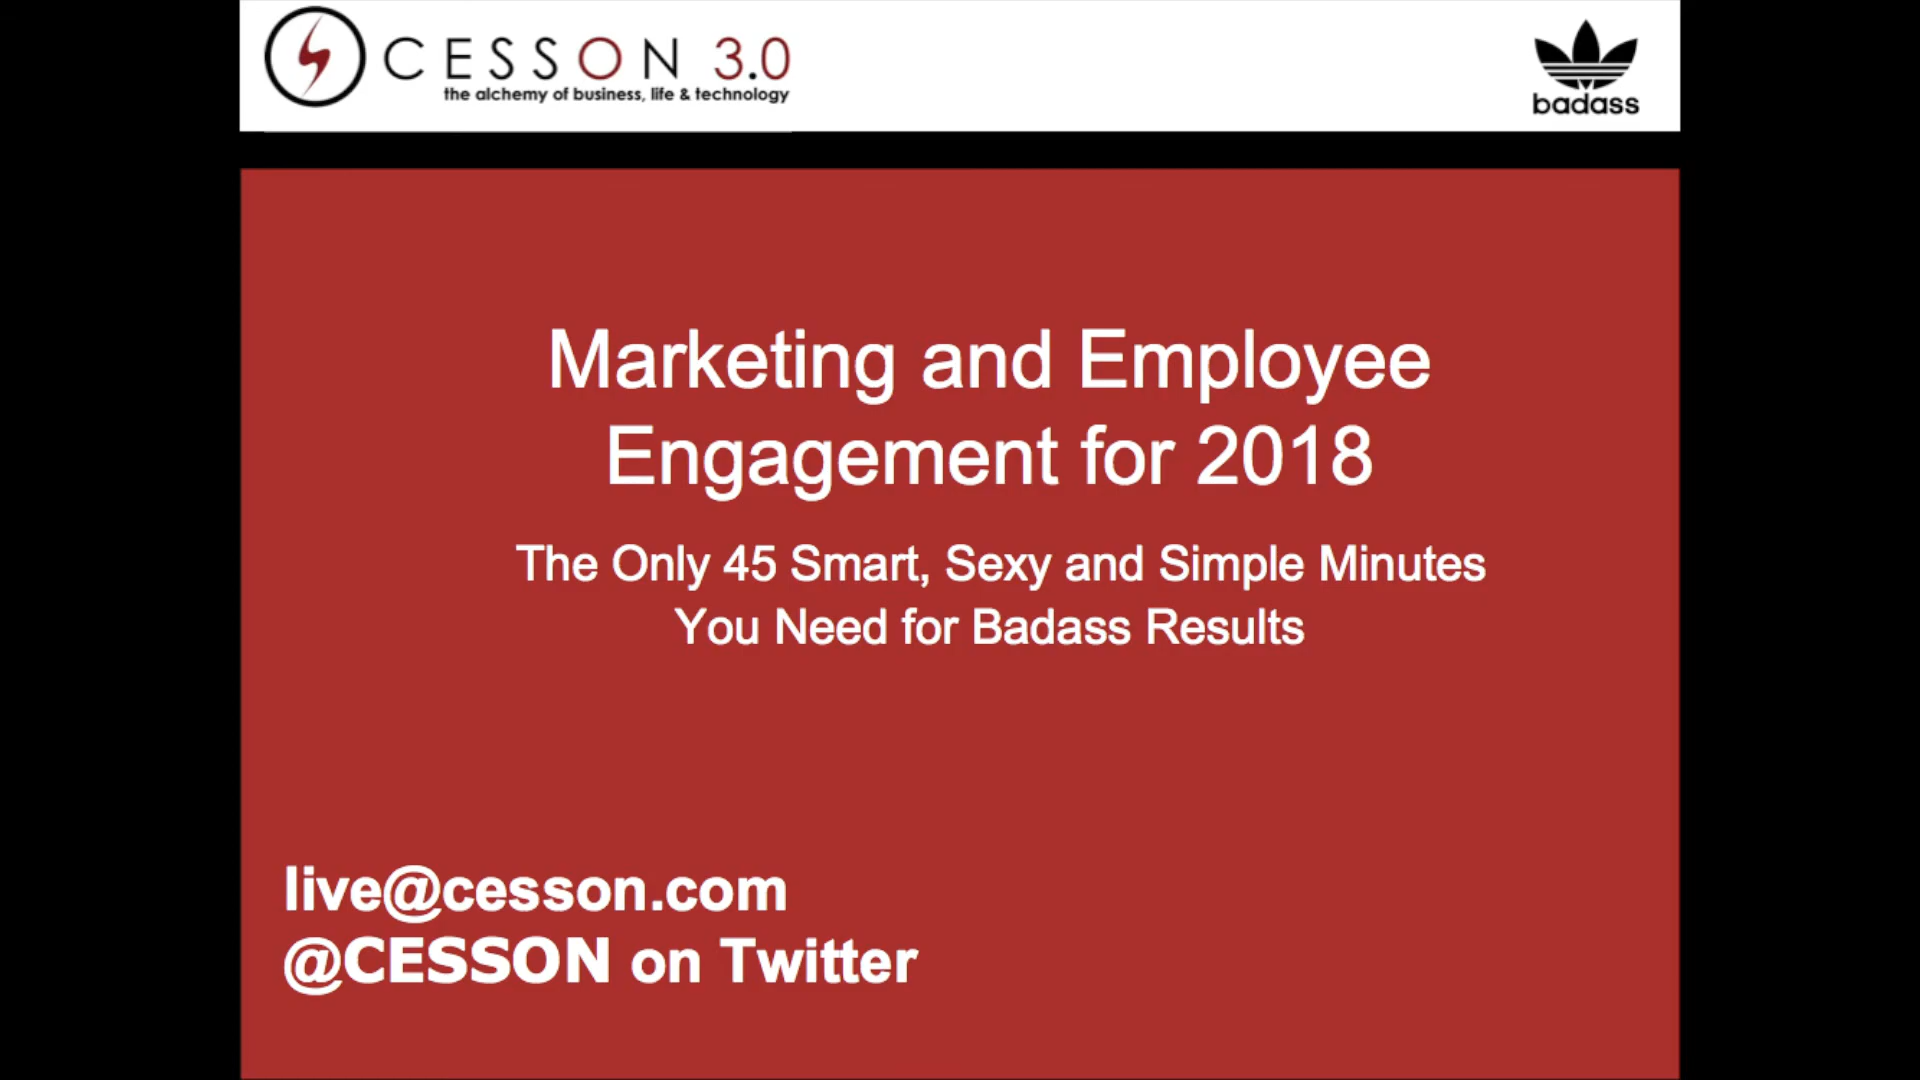 CESSON 3.0
the alchemy of business, life & technology
badass
Marketing and Employee
Engagement for 2018
The Only 45 Smart, Sexy and Simple Minutes
You Need for Badass Results
live@cesson.com
@CESSON on Twitter